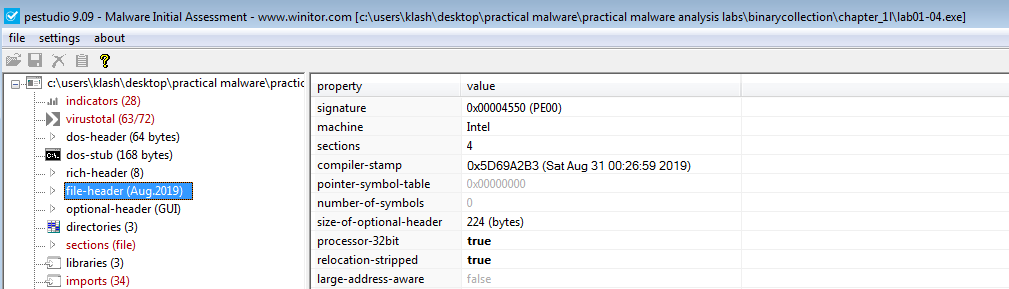 pestudio 9.09 - Malware Initial Assessment - www.winitor.com [c:\users\klash\desktop\practical malware\practical malware analysis labs\binarycollection\chapter_1l\lab01-04.exe]
file settings about
c:\users\klash\desktop\practical malware\practic
indicators (28)
virustotal (63/72)
dos-header (64 bytes)
dos-stub (168 bytes)
rich-header (8)
file-header (Aug.2019)
optional-header (GUI)
directories (3)
sections (file)
libraries (3)
imports (34)
property value
signature 0x00004550 (PE00)
machine Intel
sections 4
compiler-stamp 0x5D69A2B3 (Sat Aug 31 00:26:59 2019)
pointer-symbol-table 0x00000000
number-of-symbols 0
size-of-optional-header 224 (bytes)
processor-32bit true
relocation-stripped true
large-address-aware false